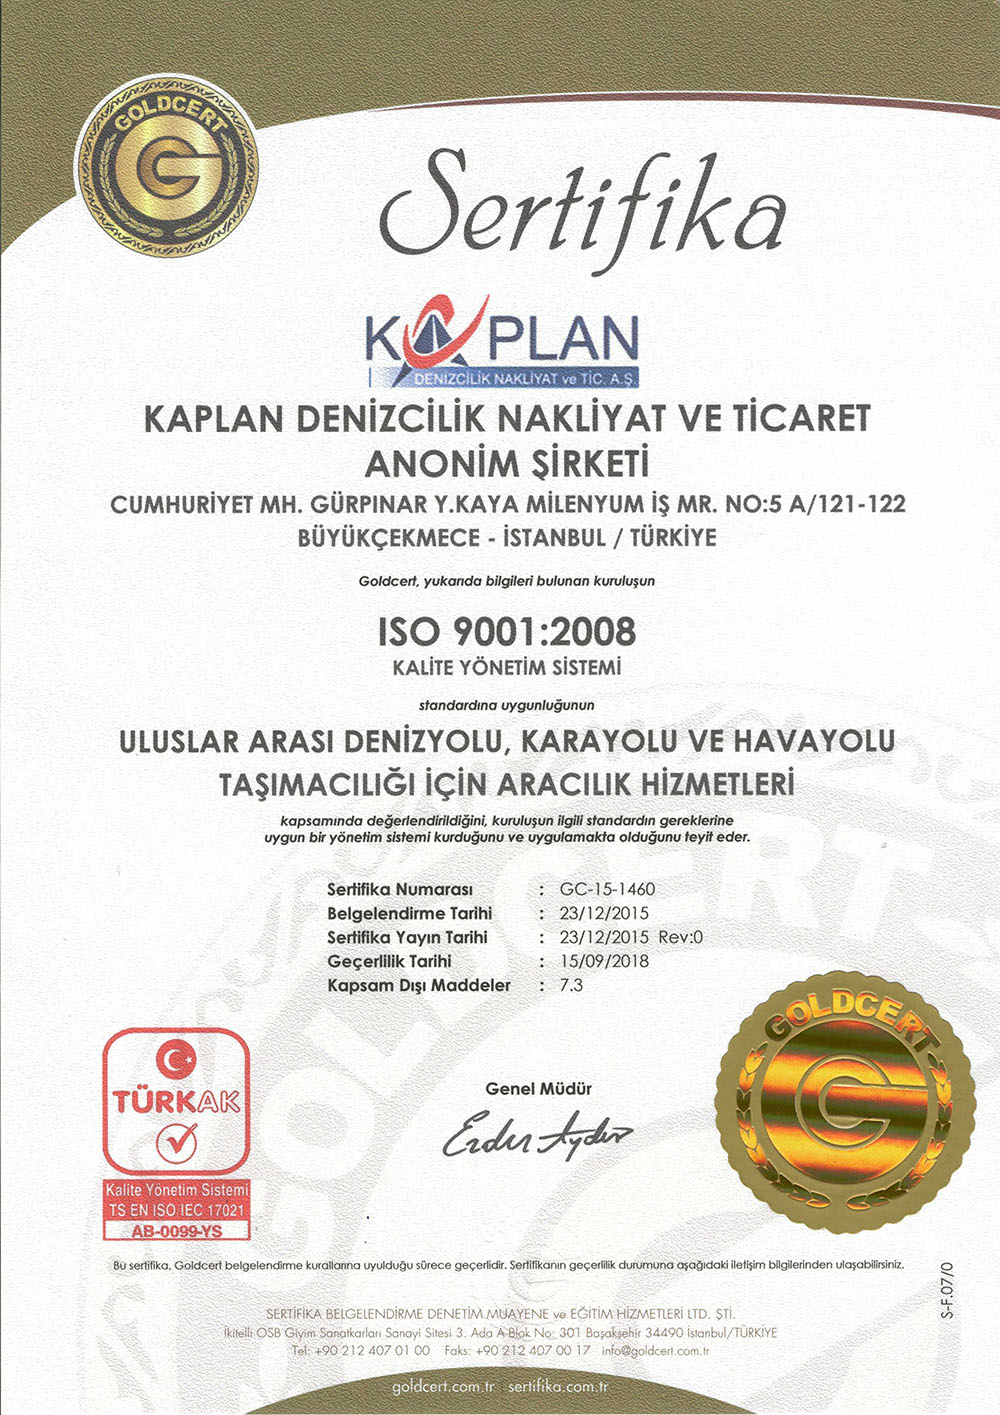 GOLDCERT
Sertifika
KAPLAN
DENİZCİLİK NAKLİYAT ve TİC. A.Ş.
KAPLAN DENİZCİLİK NAKLİYAT VE TİCARET
ANONİM ŞİRKETİ
CUMHURİYET MH. GÜRPINAR Y.KAYA MİLENYUM İŞ MR. NO:5 A/121-122
BÜYÜKÇEKMECE - İSTANBUL / TÜRKİYE
Goldcert, yukarıda bilgileri bulunan kuruluşun
ISO 9001:2008
KALİTE YÖNETİM SİSTEMİ
standardına uygunluğunun
ULUSLAR ARASI DENİZYOLU, KARAYOLU VE HAVAYOLU
TAŞIMACILIĞI İÇİN ARACILIK HİZMETLERİ
kapsamında değerlendirildiğini, kuruluşun ilgili standardın gereklerine
uygun bir yönetim sistemi kurduğunu ve uygulamakta olduğunu teyit eder.
Sertifika Numarası : GC-15-1460
Belgelendirme Tarihi : 23/12/2015
Sertifika Yayın Tarihi : 23/12/2015 Rev:0
Geçerlilik Tarihi : 15/09/2018
Kapsam Dışı Maddeler : 7.3
GOLDCERT
TÜRKAK
Kalite Yönetim Sistemi
TS EN ISO/IEC 17021
AB-0099-YS
Genel Müdür
GOLDCERT
Bu sertifika, Goldcert belgelendirme kurallarına uyulduğu sürece geçerlidir. Sertifikanın geçerlilik durumuna aşağıdaki iletişim bilgilerinden ulaşabilirsiniz.
S-F.07/0
SERTİFİKA BELGELENDİRME DENETİM MUAYENE ve EĞİTİM HİZMETLERİ LTD. ŞTİ.
İkitelli OSB Giyim Sanatkarları Sanayi Sitesi 3. Ada A Blok No: 301 Başakşehir 34490 İstanbul/TÜRKİYE
Tel: +90 212 407 01 00 Faks: +90 212 407 00 17 info@goldcert.com.tr
goldcert.com.tr sertifika.com.tr